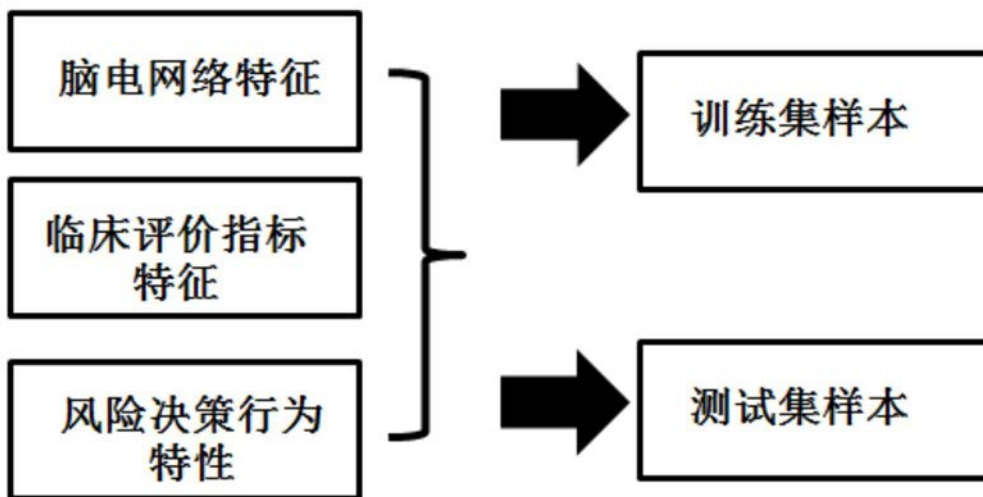 脑电网络特征
临床评价指标
特征
风险决策行为
特性
训练集样本
测试集样本